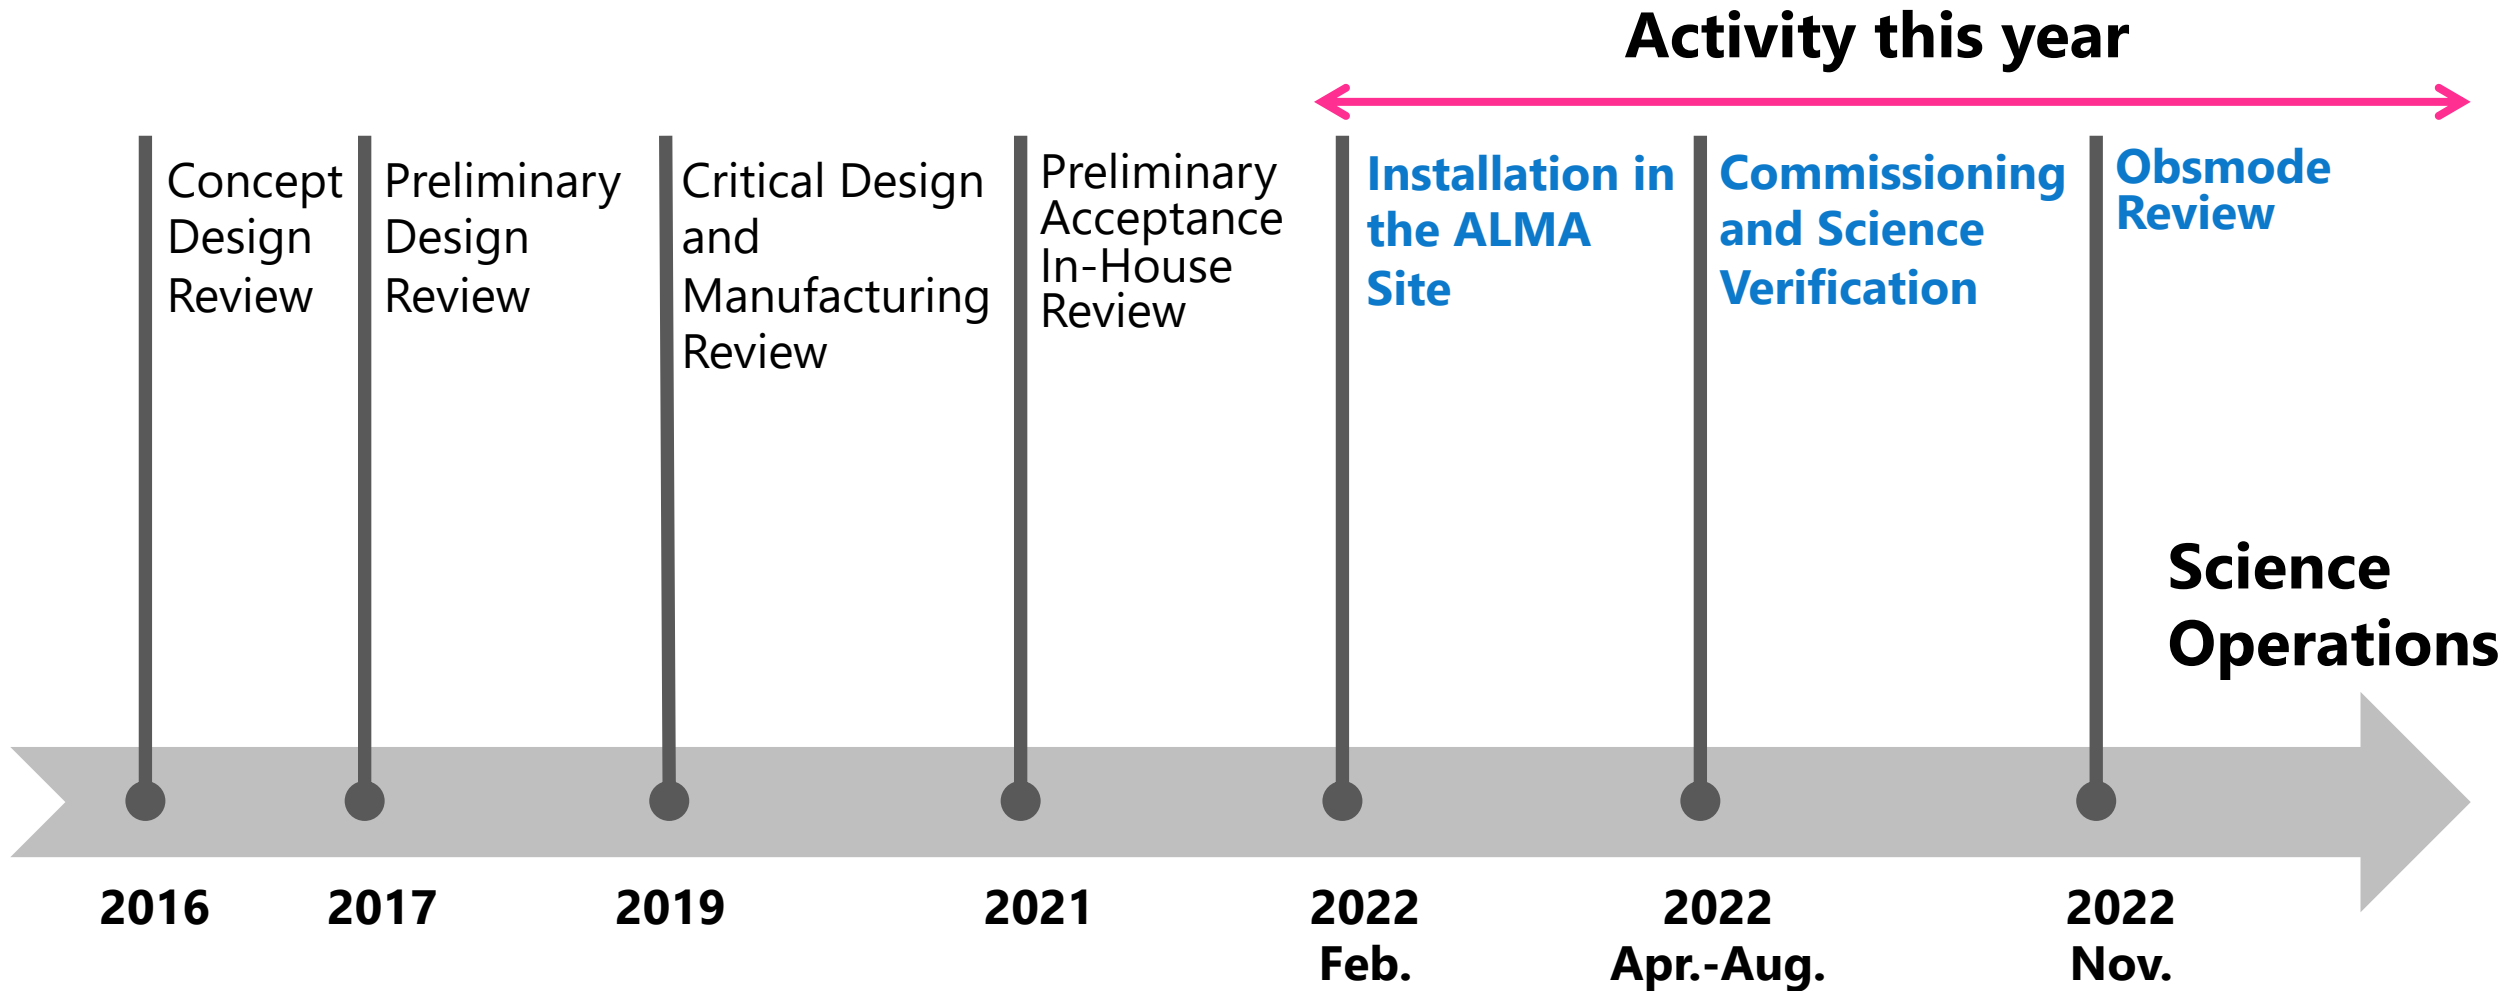 Activity this year
Concept
Design
Review
Preliminary
Design
Review
Critical Design
and
Manufacturing
Review
Preliminary
Acceptance
In-House
Review
Installation in
the ALMA
Site
Commissioning
and Science
Verification
Obsmode
Review
Science
Operations
2016
2017
2019
2021
2022
Feb.
2022
Apr.-Aug.
2022
Nov.